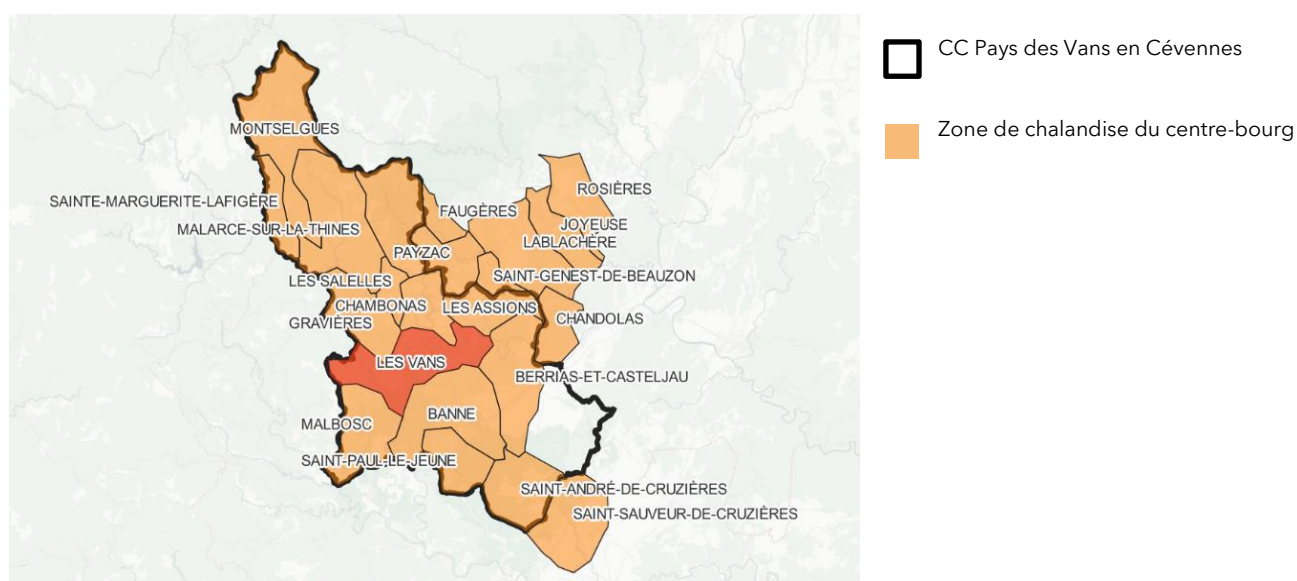 CC Pays des Vans en Cévennes
Zone de chalandise du centre-bourg
MONTSELGUES
SAINTE-MARGUERITE-LAFIGÈRE
ROSIÈRES
FAUGÈRES
JOYEUSE
MALARCE-SUR-LA-THINES
LABLACHÈRE
PAYZAC
SAINT-GENEST-DE-BEAUZON
LES SALELLES
CHAMBONAS
LES ASSIONS
GRAVIÈRES
CHANDOLAS
LES VANS
BERRIAS-ET-CASTELJAU
BANNE
MALBOSC
SAINT-PAUL-LE-JEUNE
SAINT-ANDRÉ-DE-CRUZIÈRES
SAINT-SAUVEUR-DE-CRUZIÈRES